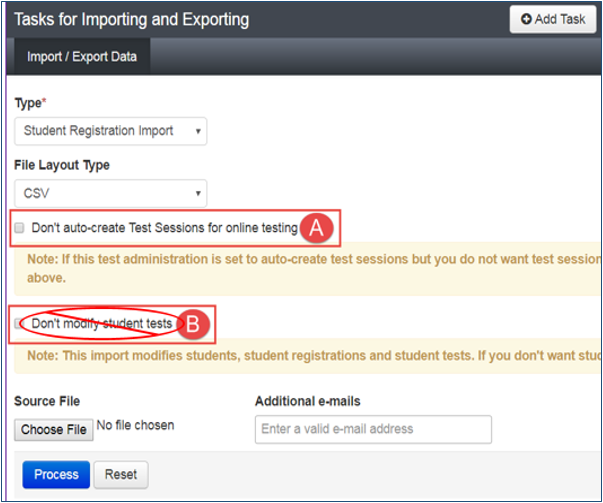 Tasks for Importing and Exporting
Add Task
Import / Export Data
Type*
Student Registration Import
File Layout Type
CSV
Don't auto-create Test Sessions for online testing A
Note: If this test administration is set to auto-create test sessions but you do not want test session
above.
Don't modify student tests B
Note: This import modifies students, student registrations and student tests. If you don't want stud
Source File Additional e-mails
Choose File No file chosen Enter a valid e-mail address
Process Reset